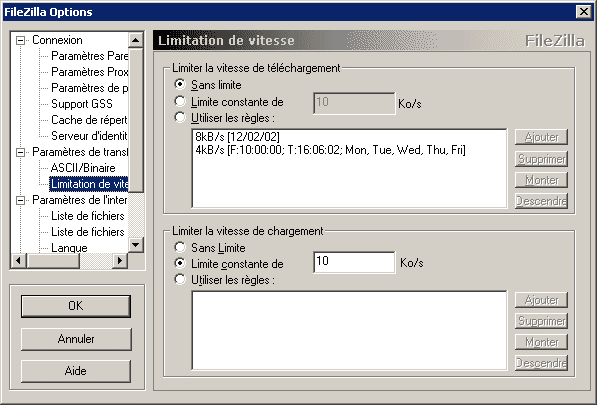 FileZilla Options
Connexion
Paramètres Pare
Paramètres Prox
Paramètres de p
Support GSS
Cache de répert
Serveur d'identit
Paramètres de transf
ASCII/Binaire
Limitation de vite
Paramètres de l'inter
Liste de fichiers
Liste de fichiers
Langue
OK
Annuler
Aide
Limitation de vitesse
FileZilla
Limiter la vitesse de téléchargement
Sans limite
Limite constante de 10 Ko/s
Utiliser les règles :
8kB/s [12/02/02]
4kB/s [F:10:00:00; T:16:06:02; Mon, Tue, Wed, Thu, Fri]
Ajouter
Supprimer
Monter
Descendre
Limiter la vitesse de chargement
Sans Limite
Limite constante de 10 Ko/s
Utiliser les règles :
Ajouter
Supprimer
Monter
Descendre